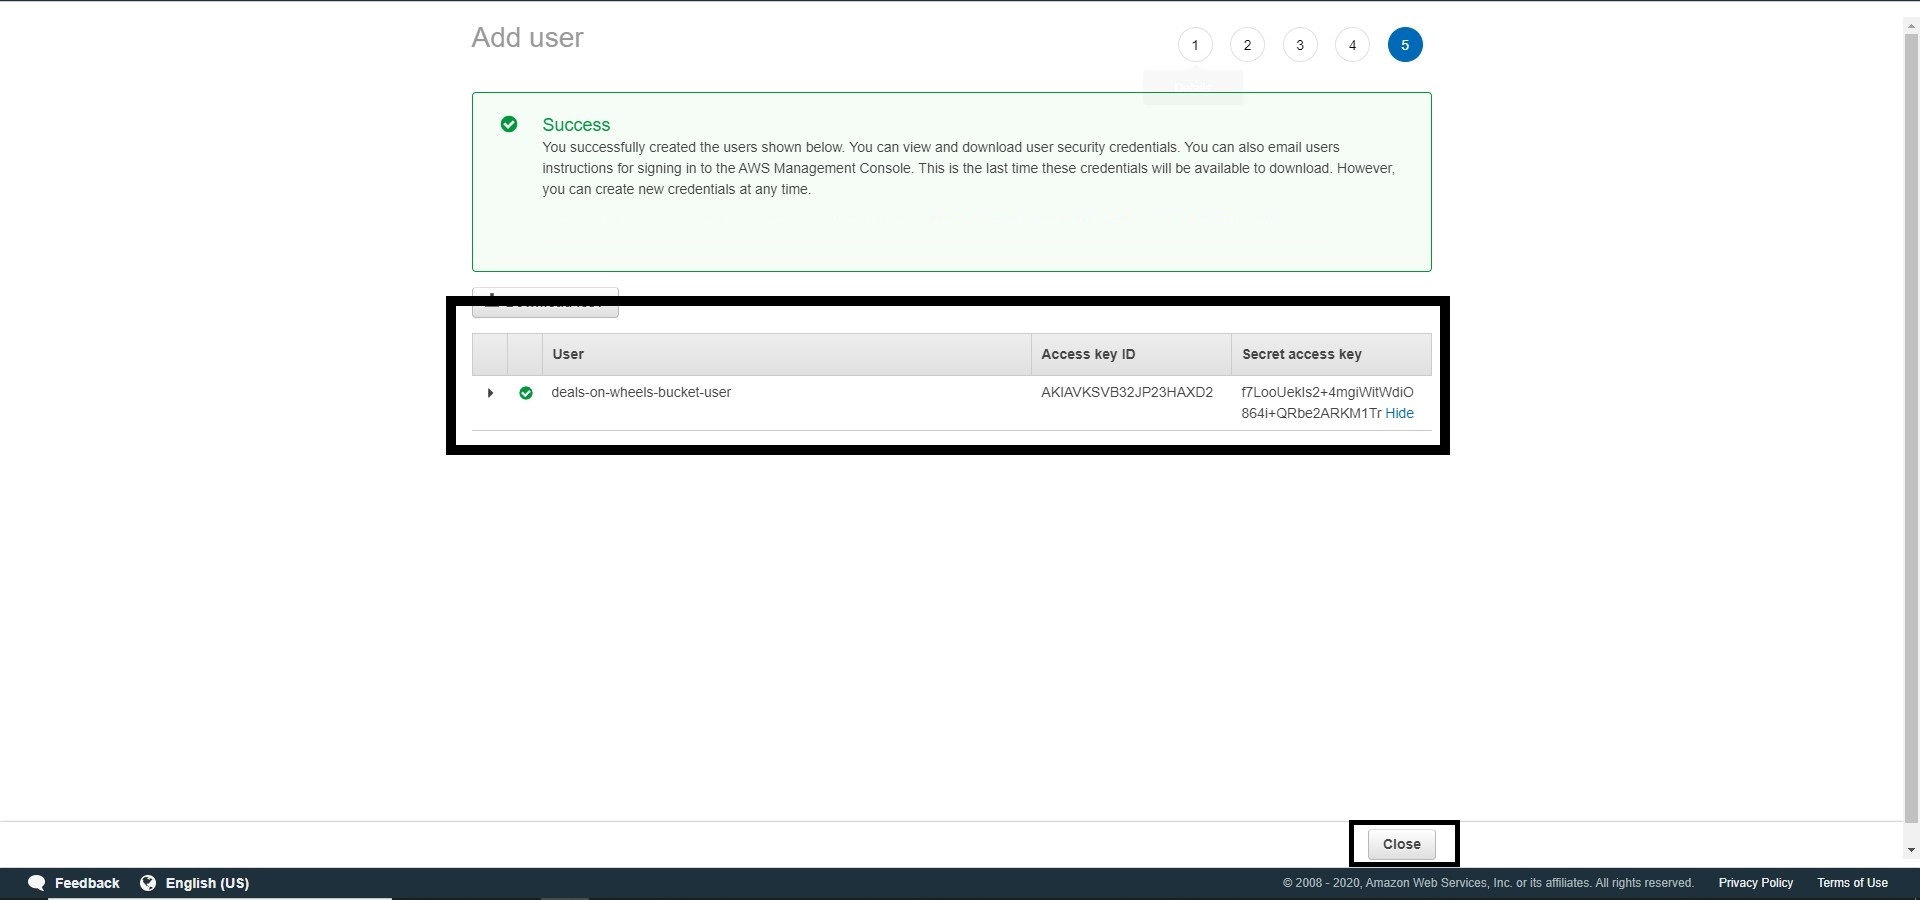 Add user
1 2 3 4 5
Success
You successfully created the users shown below. You can view and download user security credentials. You can also email users
instructions for signing in to the AWS Management Console. This is the last time these credentials will be available to download. However,
you can create new credentials at any time.
User Access key ID Secret access key
deals-on-wheels-bucket-user AKIAVKSVB32JP23HAXD2
864i+QRbe2ARKM1Tr Hide
Close
Feedback English (US) © 2008 - 2020, Amazon Web Services, Inc. or its affiliates. All rights reserved. Privacy Policy Terms of Use